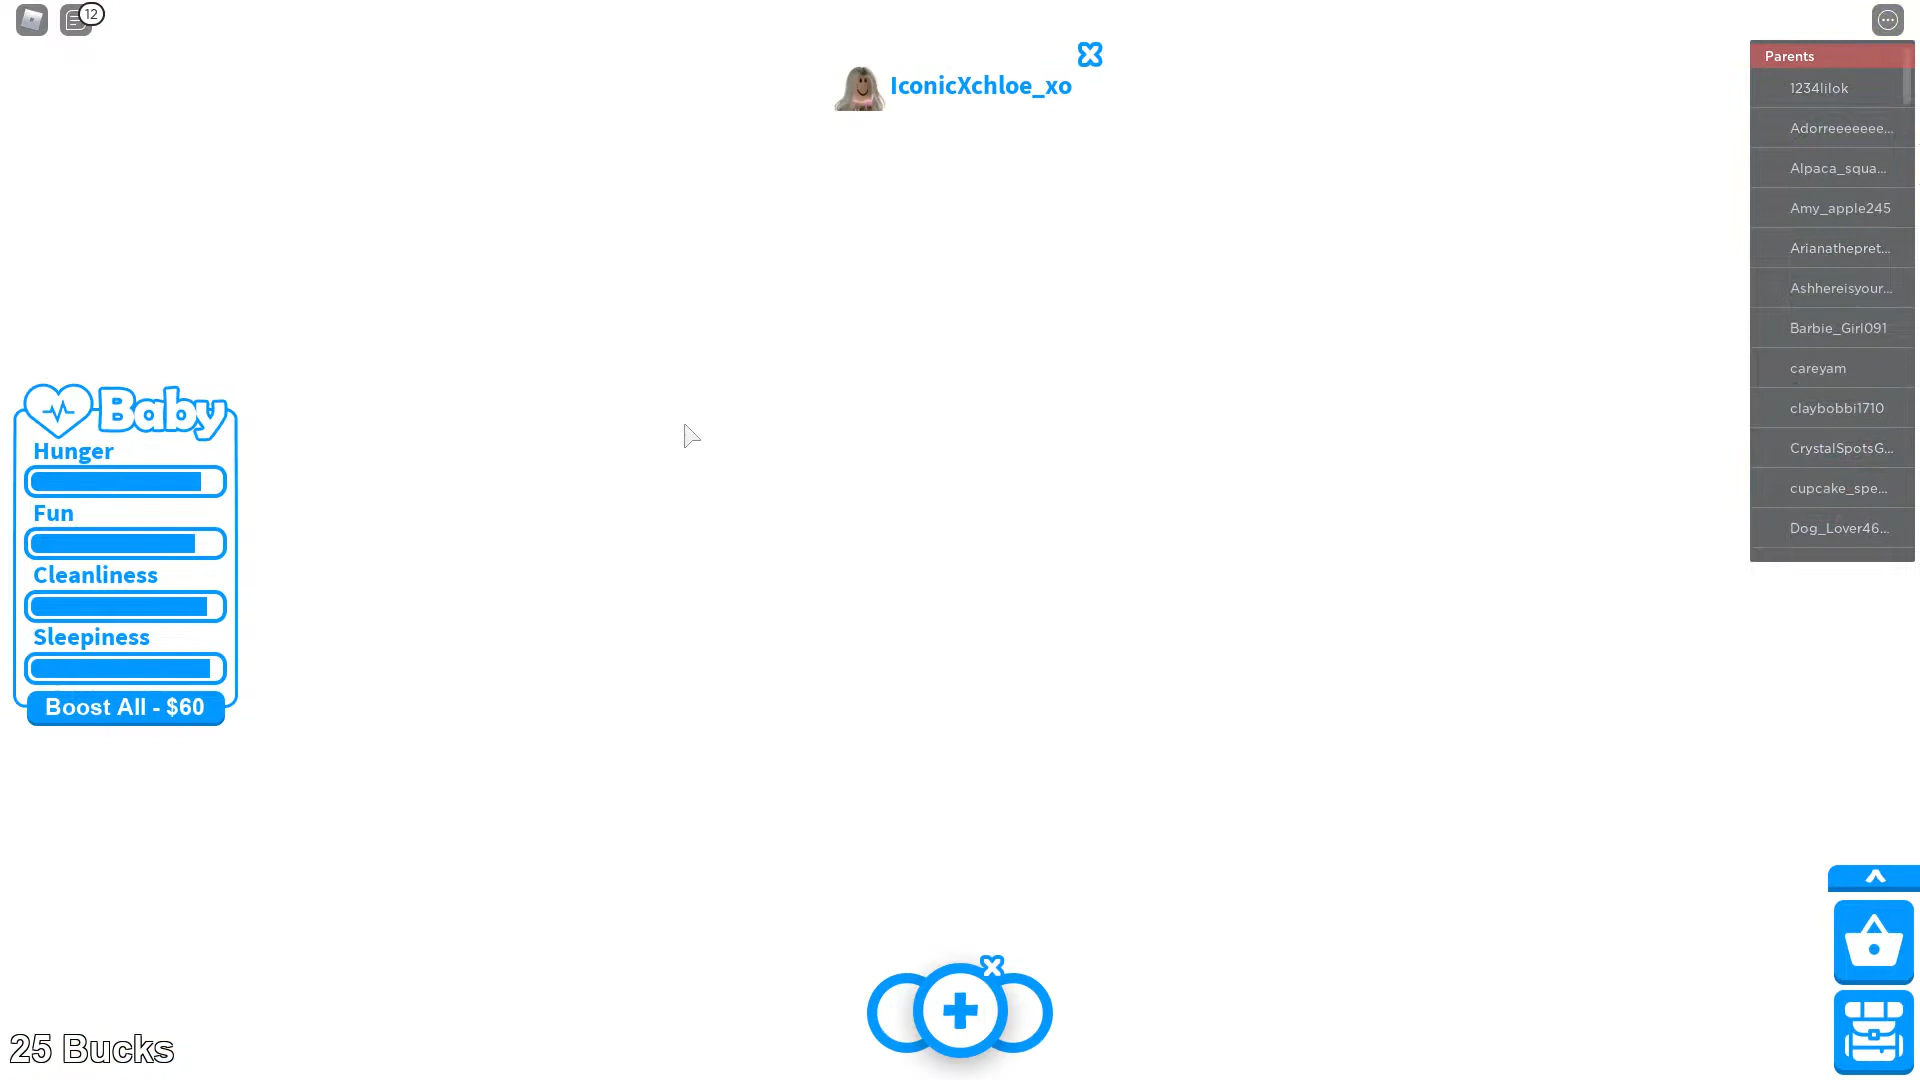 12
IconicXchloe_xo
Parents
1234lilok
Adorreeeeeee...
Alpaca_squa...
Amy_apple245
Arianathepret...
Ashhereisyour...
Barbie_Girl091
careyam
claybobbi1710
CrystalSpotsG...
cupcake_spe...
Dog_Lover46...
Baby
Hunger
Fun
Cleanliness
Sleepiness
Boost All - $60
25 Bucks